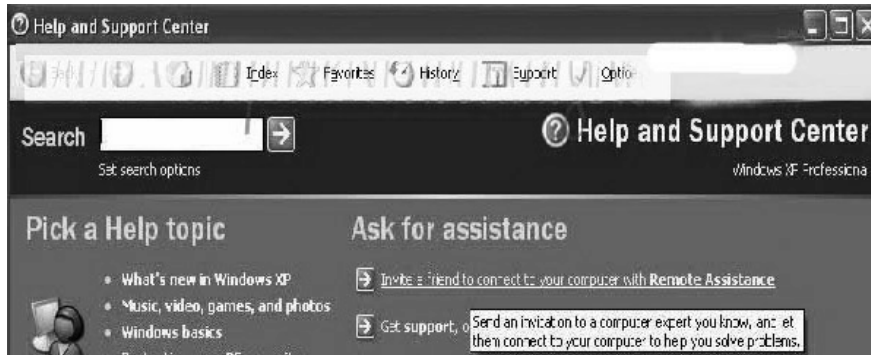 Help and Support Center
Index Favorites History Support
Search
Help and Support Center
Set search options
Windows XP Professional
Pick a Help topic
Ask for assistance
What's new in Windows XP
Invite a friend to connect to your computer with Remote Assistance
Music, video, games, and photos
Windows basics
Get support, o
Send an invitation to a computer expert you know, and let
them connect to your computer to help you solve problems.